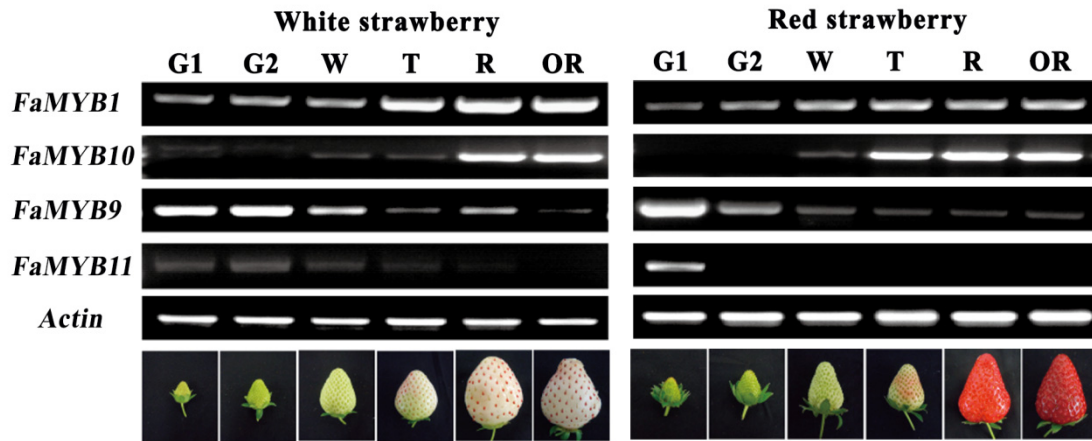 White strawberry
Red strawberry
G1 G2 W T R OR
G1 G2 W T R OR
FaMYB1
FaMYB10
FaMYB9
FaMYB11
Actin